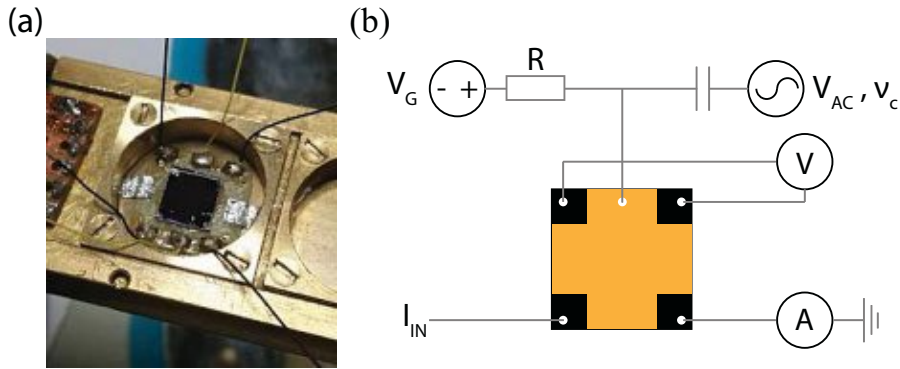 (a)
(b)
R
V_G
- +
V_AC , ν_c
V
I_IN
A